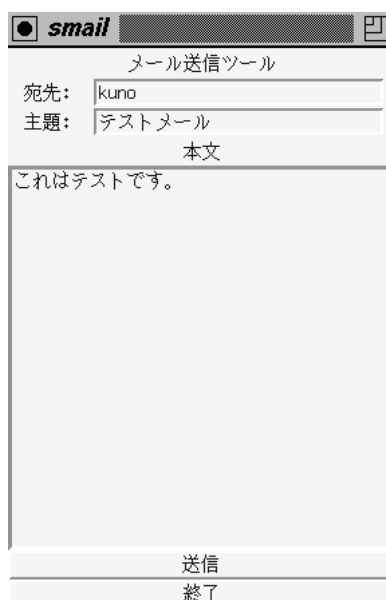 smail
メール送信ツール
宛先: kuno
主題: テストメール
本文
これはテストです。
送信
終了